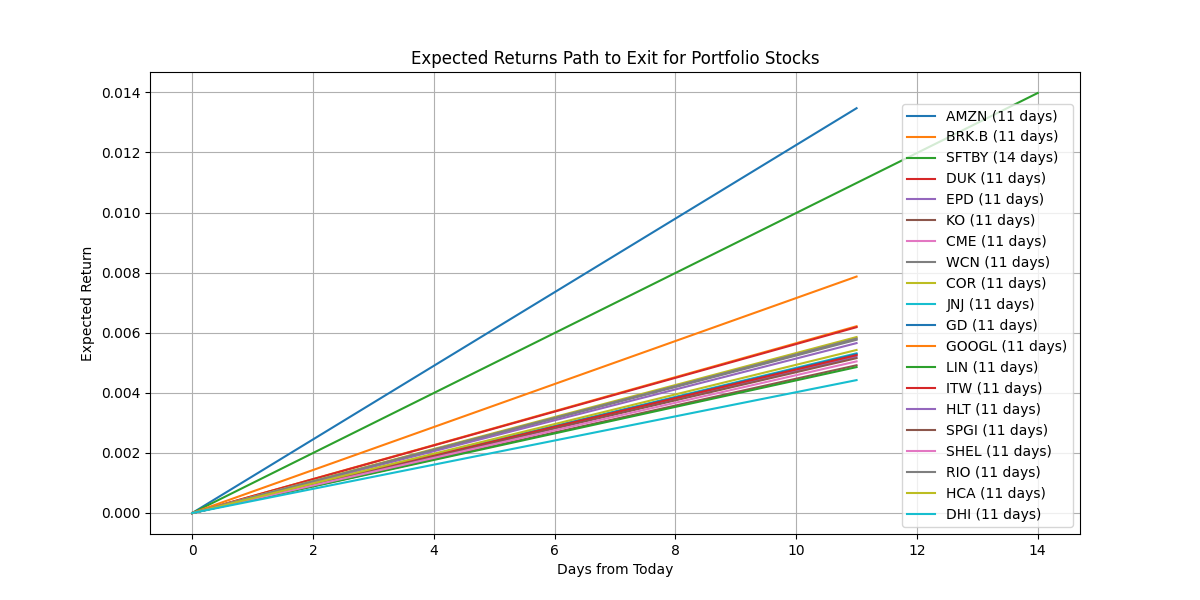 Expected Returns Path to Exit for Portfolio Stocks
Expected Return
0.014
0.012
0.010
0.008
0.006
0.004
0.002
0.000
AMZN (11 days)
BRK.B (11 days)
SFTBY (14 days)
DUK (11 days)
EPD (11 days)
KO (11 days)
CME (11 days)
WCN (11 days)
COR (11 days)
JNJ (11 days)
GD (11 days)
GOOGL (11 days)
LIN (11 days)
ITW (11 days)
HLT (11 days)
SPGI (11 days)
SHEL (11 days)
RIO (11 days)
HCA (11 days)
DHI (11 days)
0 2 4 6 8 10 12 14
Days from Today